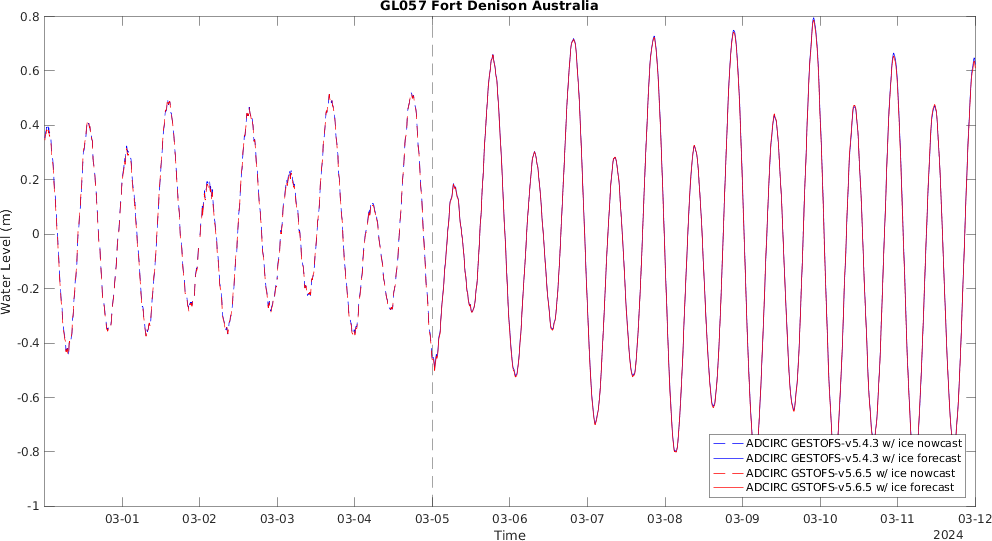 GL057 Fort Denison Australia
Water Level (m)
0.8
0.6
0.4
0.2
0
-0.2
-0.4
-0.6
-0.8
-1
ADCIRC GESTOFS-v5.4.3 w/ ice nowcast
ADCIRC GESTOFS-v5.4.3 w/ ice forecast
ADCIRC GSTOFS-v5.6.5 w/ ice nowcast
ADCIRC GSTOFS-v5.6.5 w/ ice forecast
03-01 03-02 03-03 03-04 03-05 03-06 03-07 03-08 03-09 03-10 03-11 03-12
Time
2024